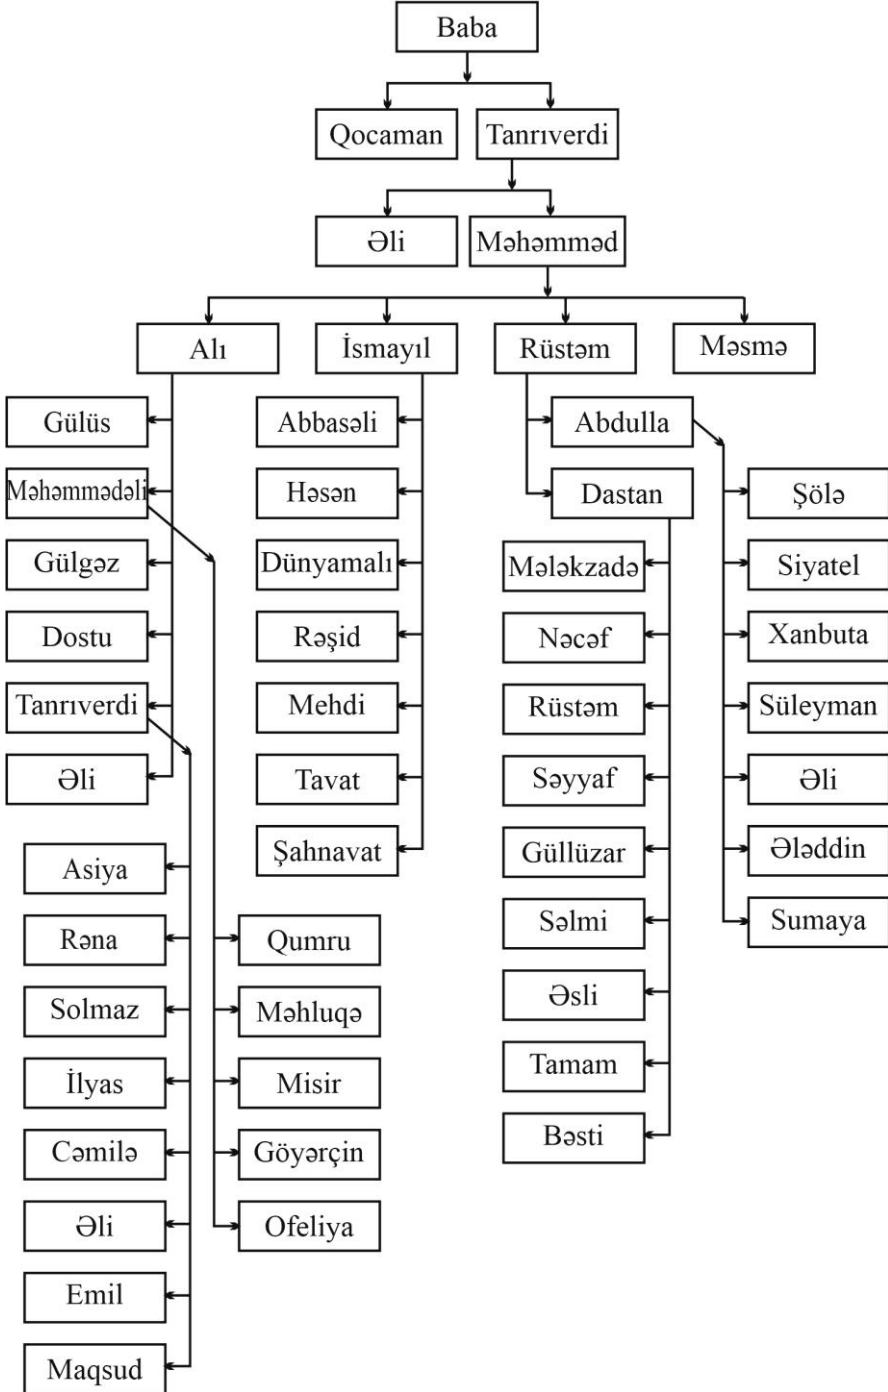 Baba
Qocaman
Tanrıverdi
Əli
Məhəmməd
Alı
İsmayıl
Rüstəm
Məsmə
Gülüs
Məhəmmədəli
Gülgəz
Dostu
Tanrıverdi
Əli
Abbasəli
Həsən
Dünyamalı
Rəşid
Mehdi
Tavat
Şahnavat
Abdulla
Dastan
Mələkzadə
Nəcəf
Rüstəm
Səyyaf
Güllüzar
Səlmi
Əsli
Tamam
Bəsti
Şölə
Siyatel
Xanbuta
Süleyman
Əli
Ələddin
Sumaya
Asiya
Rəna
Solmaz
İlyas
Cəmilə
Əli
Emil
Maqsud
Qumru
Məhluqə
Misir
Göyərçin
Ofeliya